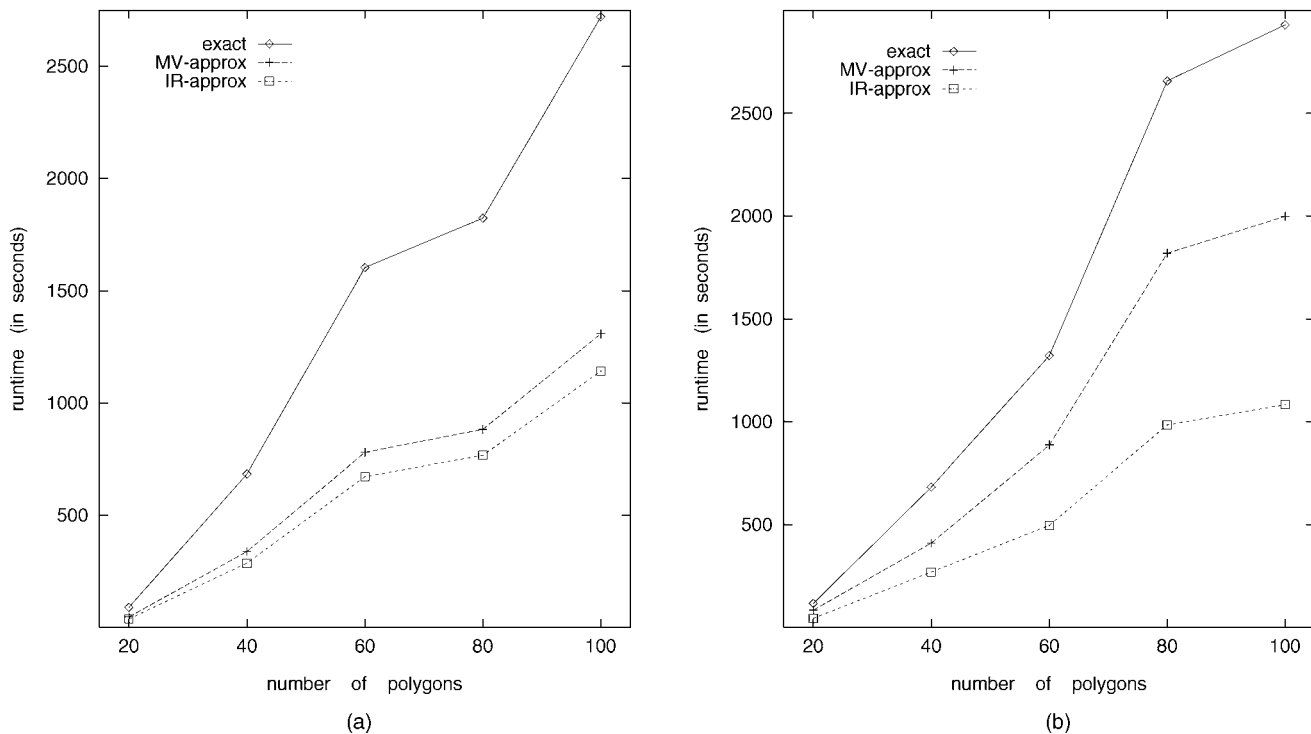 exact
MV-approx
IR-approx
2500
2000
1500
1000
500
runtime (in seconds)
20 40 60 80 100
number of polygons
(a)
exact
MV-approx
IR-approx
2500
2000
1500
1000
500
runtime (in seconds)
20 40 60 80 100
number of polygons
(b)